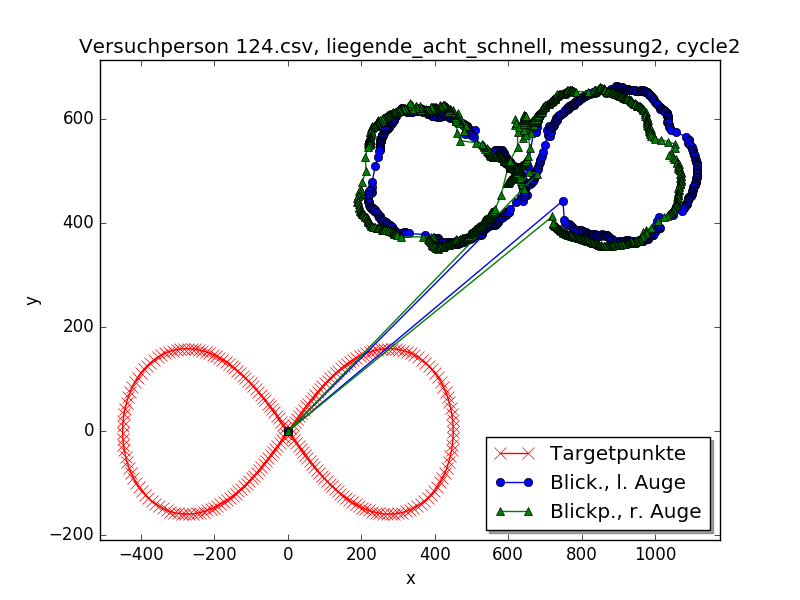 Versuchperson 124.csv, liegende_acht_schnell, messung2, cycle2
600
400
200
0
−200
y
−400
−200
0
200
400
600
800
1000
x
Targetpunkte
Blick., l. Auge
Blickp., r. Auge